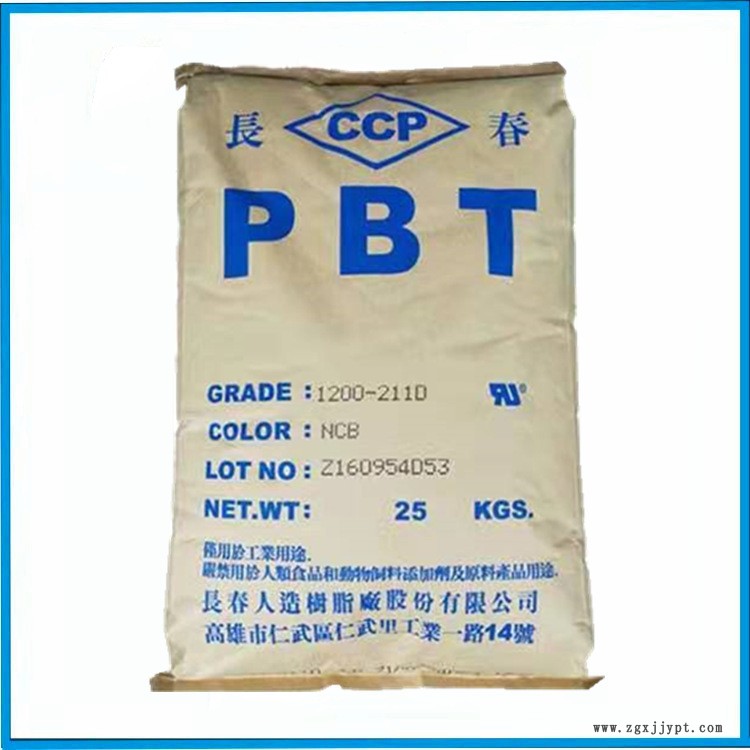 長 CCP 春
PBT
GRADE :1200-211D
COLOR : NCB
LOT NO : Z160954D53
NET.WT: 25 KGS.
僅用於工業用途.
嚴禁用於人類食品和動物飼料添加劑及原料產品用途.
長春人造樹脂廠股份有限公司
高雄市仁武區仁武里工業一路14號
www.zgxjjypt.com